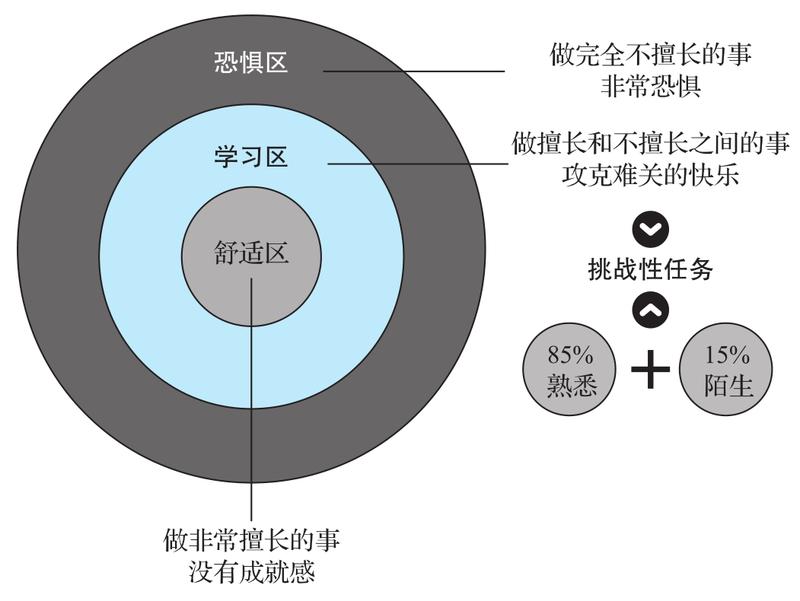 恐惧区
做完全不擅长的事
非常恐惧
学习区
做擅长和不擅长之间的事
攻克难关的快乐
舒适区
挑战性任务
85%
熟悉
15%
陌生
做非常擅长的事
没有成就感